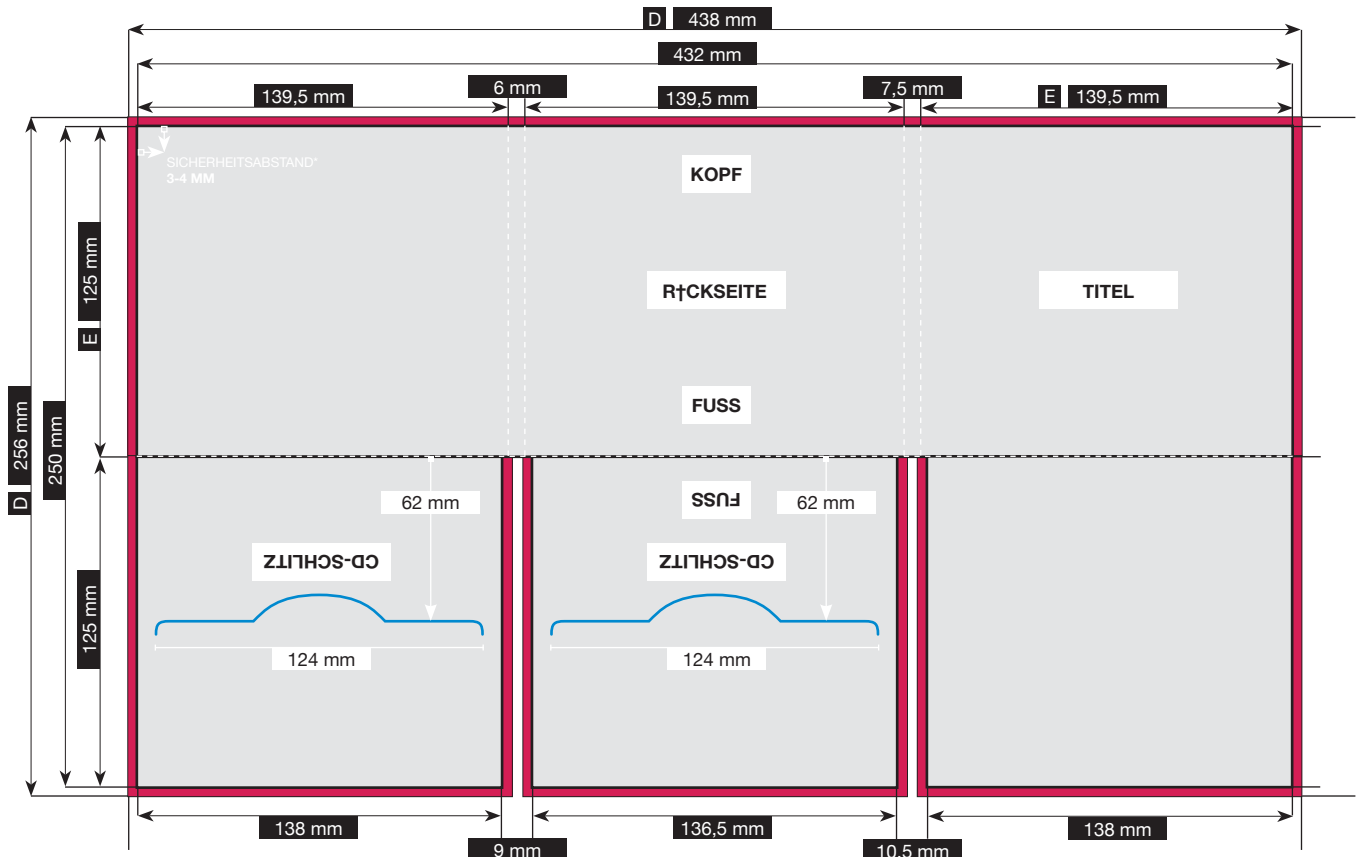 D 438 mm
432 mm
139,5 mm
6 mm
139,5 mm
7,5 mm
E 139,5 mm
SICHERHEITSABSTAND*
3-4 MM
KOPF
125 mm
E
R†CKSEITE
TITEL
FUSS
256 mm
D
250 mm
62 mm
FUSS
62 mm
CD-SCHLITZ
CD-SCHLITZ
125 mm
124 mm
124 mm
138 mm
136,5 mm
138 mm
9 mm
10,5 mm